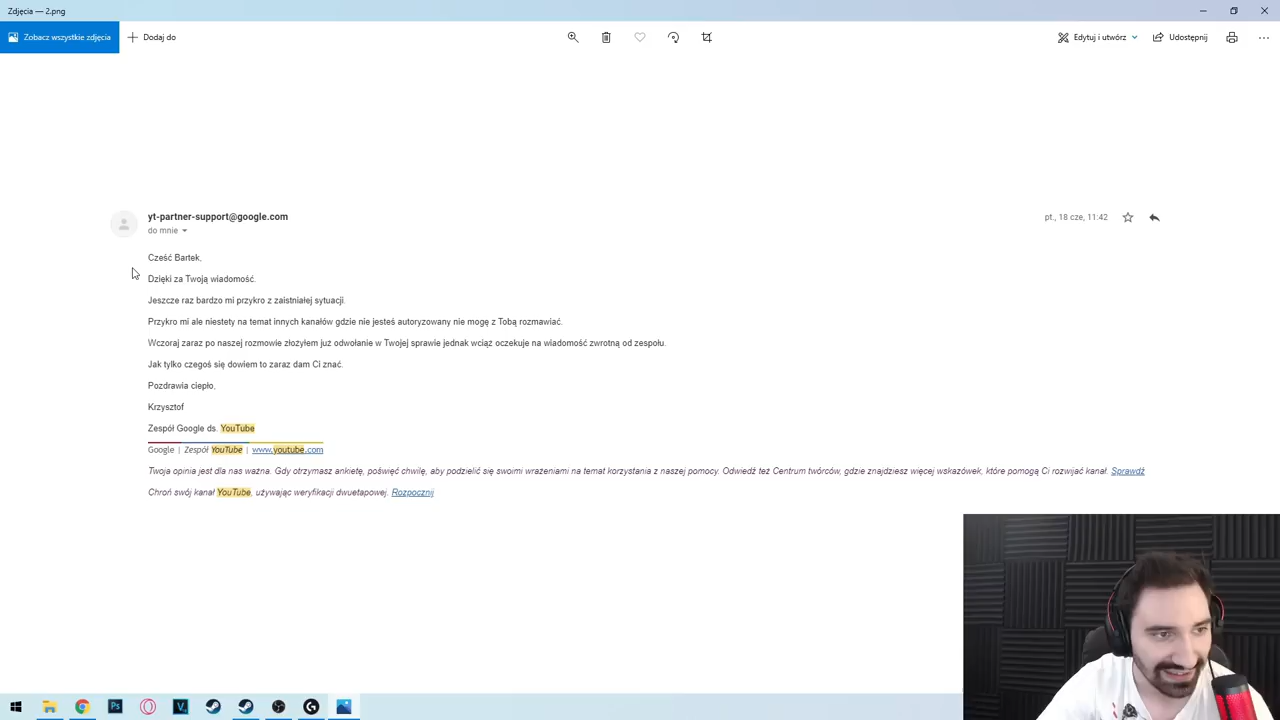 Zdjęcia — 2.png
Zobacz wszystkie zdjęcia
Dodaj do
Edytuj i utwórz
Udostępnij
yt-partner-support@google.com
pt., 18 cze, 11:42
do mnie
Cześć Bartek,
Dzięki za Twoją wiadomość.
Jeszcze raz bardzo mi przykro z zaistniałej sytuacji.
Przykro mi ale niestety na temat innych kanałów gdzie nie jesteś autoryzowany nie mogę z Tobą rozmawiać.
Wczoraj zaraz po naszej rozmowie złożyłem już odwołanie w Twojej sprawie jednak wciąż oczekuje na wiadomość zwrotną od zespołu.
Jak tylko czegoś się dowiem to zaraz dam Ci znać.
Pozdrawia ciepło,
Krzysztof
Zespół Google ds. YouTube
Google | Zespół YouTube | www.youtube.com
Twoja opinia jest dla nas ważna. Gdy otrzymasz ankietę, poświęć chwilę, aby podzielić się swoimi wrażeniami na temat korzystania z naszej pomocy. Odwiedź też Centrum twórców, gdzie znajdziesz więcej wskazówek, które pomogą Ci rozwijać kanał. Sprawdź
Chroń swój kanał YouTube, używając weryfikacji dwuetapowej. Rozpocznij
Ps
V